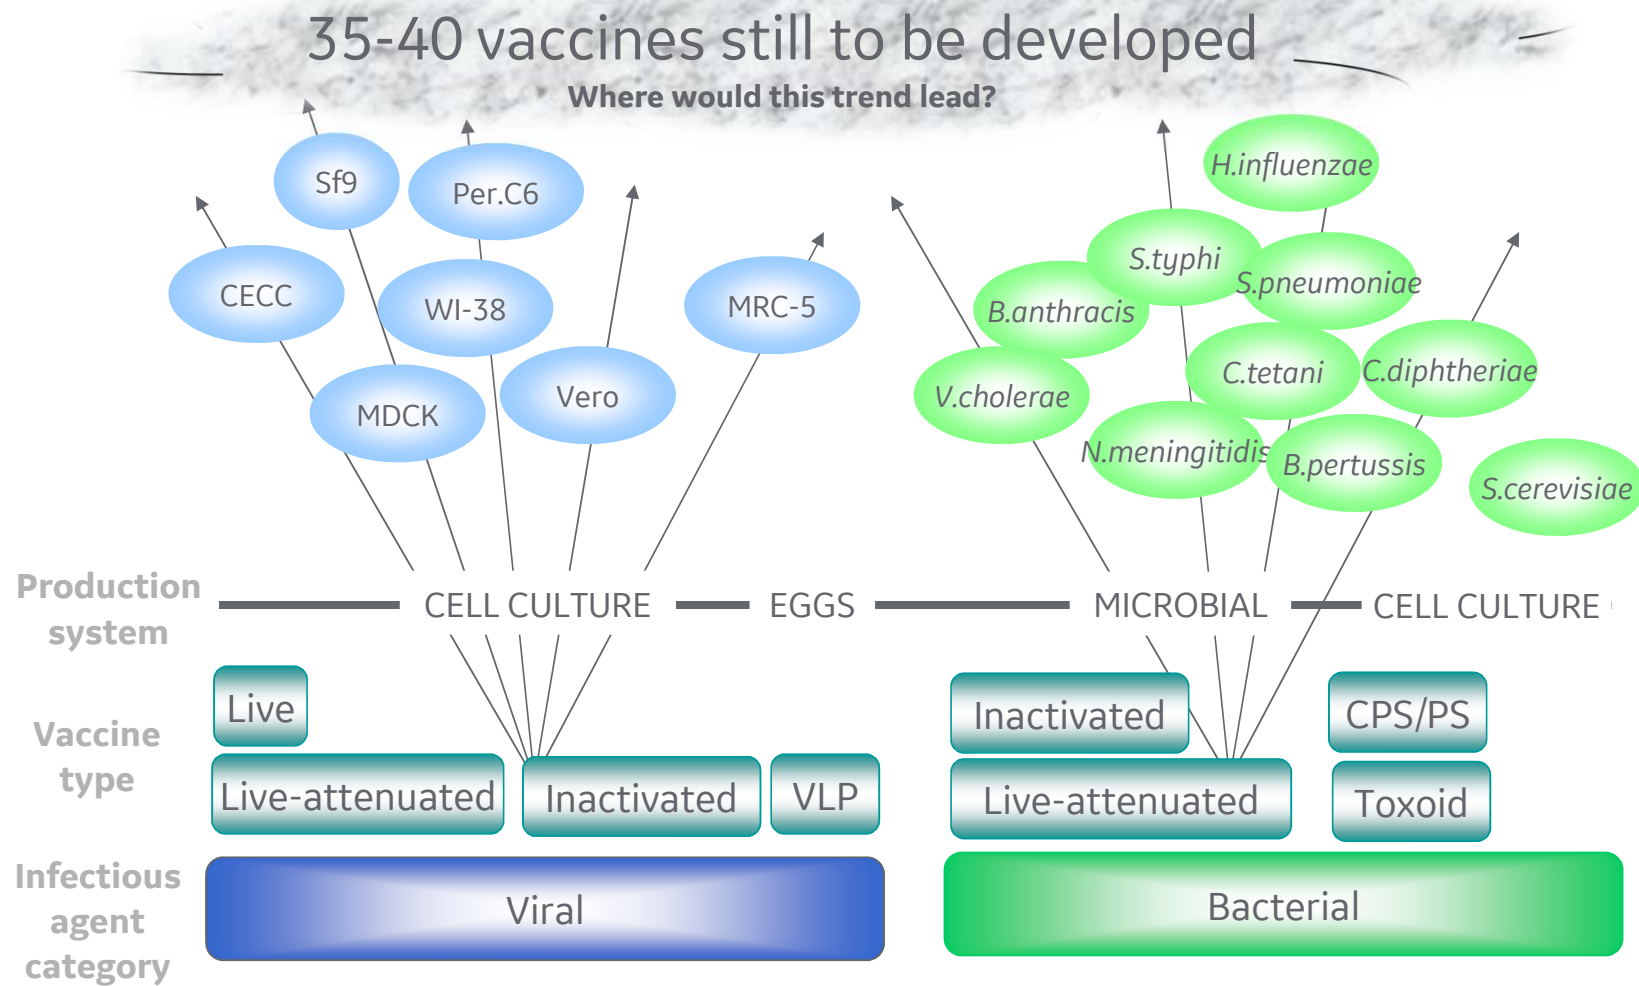 35-40 vaccines still to be developed
Where would this trend lead?
Sf9
Per.C6
CECC
WI-38
MRC-5
MDCK
Vero
H.influenzae
S.typhi
S.pneumoniae
B.anthracis
C.tetani
C.diphtheriae
V.cholerae
N.meningitidis
B.pertussis
S.cerevisiae
Production
system
CELL CULTURE
EGGS
MICROBIAL
CELL CULTURE
Vaccine
type
Live
Live-attenuated
Inactivated
VLP
Inactivated
CPS/PS
Live-attenuated
Toxoid
Infectious
agent
category
Viral
Bacterial